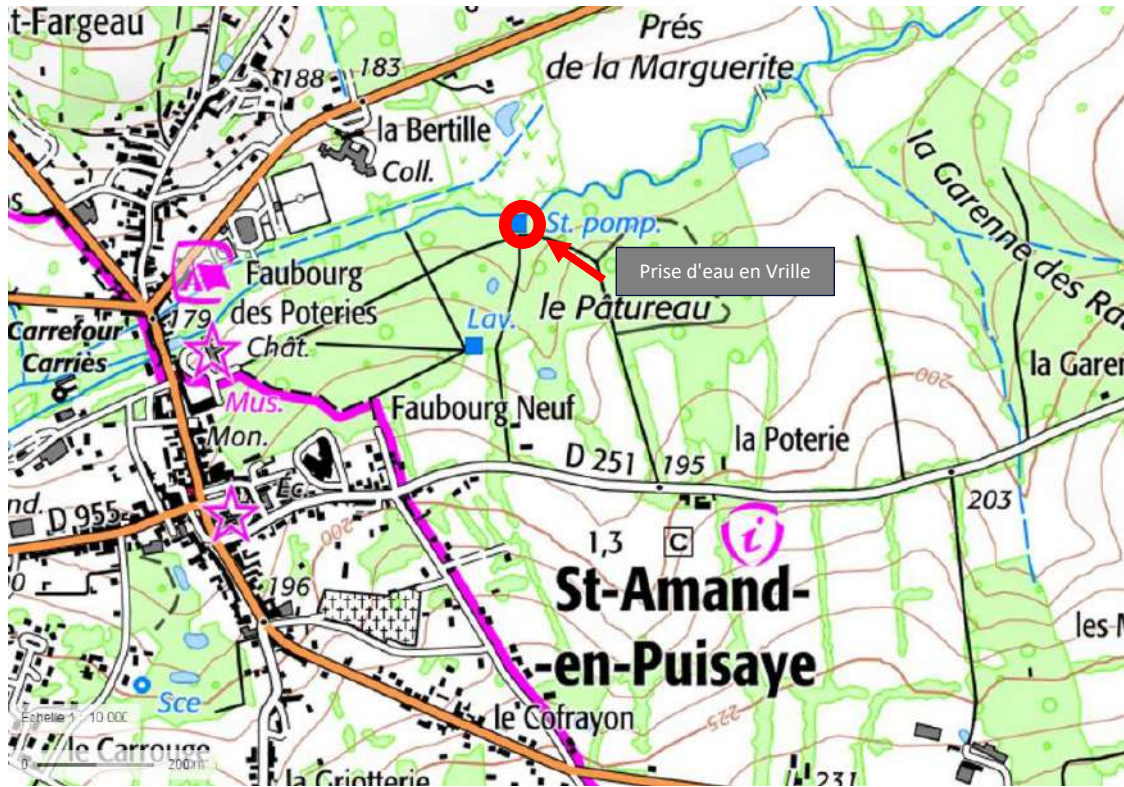 t-Fargeau
Prés
de la Marguerite
188
183
la Bertille
Coll.
la Garenne des Rau
St. pomp.
Prise d'eau en Vrille
A
Faubourg
des Poteries
le Pâtureau
179
Carrefour
Carriès
Chât.
Lav.
200
la Garen
Mus.
Mon.
Faubourg Neuf
la Poterie
D 251
195
Éc.
203
nd.
D 955
200
1,3
C
i
St-Amand-
-en-Puisaye
196
les M
Sce
225
le Cofrayon
Echelle 1 : 10 000
le Carrouge
0
200 m
la Griotterie
231